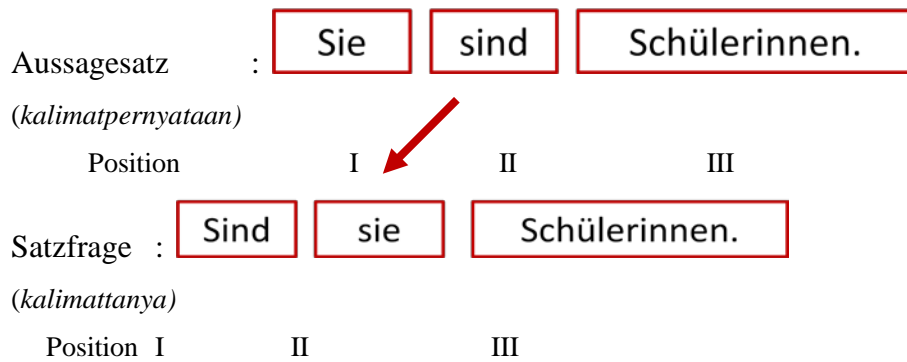 Aussagesatz : Sie sind Schülerinnen.
(kalimatpernyataan)
Position I II III
Satzfrage : Sind sie Schülerinnen.
(kalimattanya)
Position I II III